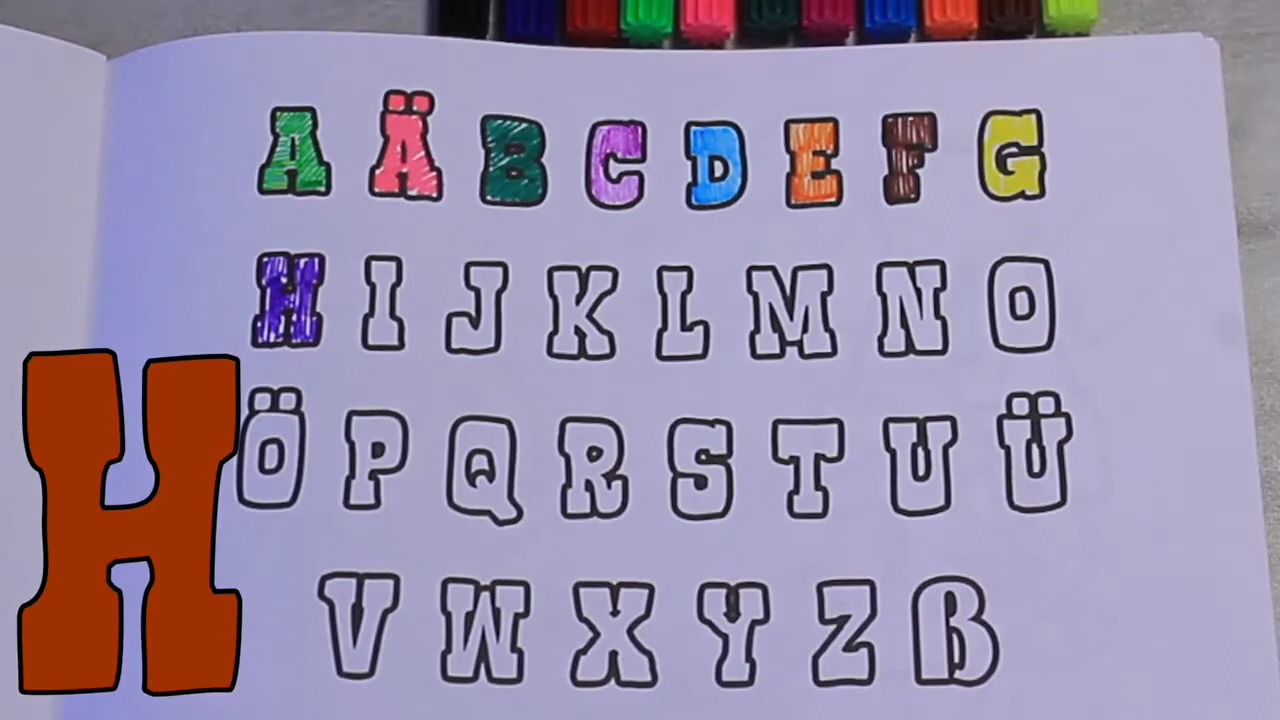 A Ä B C D E F G
H I J K L M N O
H
Ö P Q R S T U Ü
V W X Y Z ß